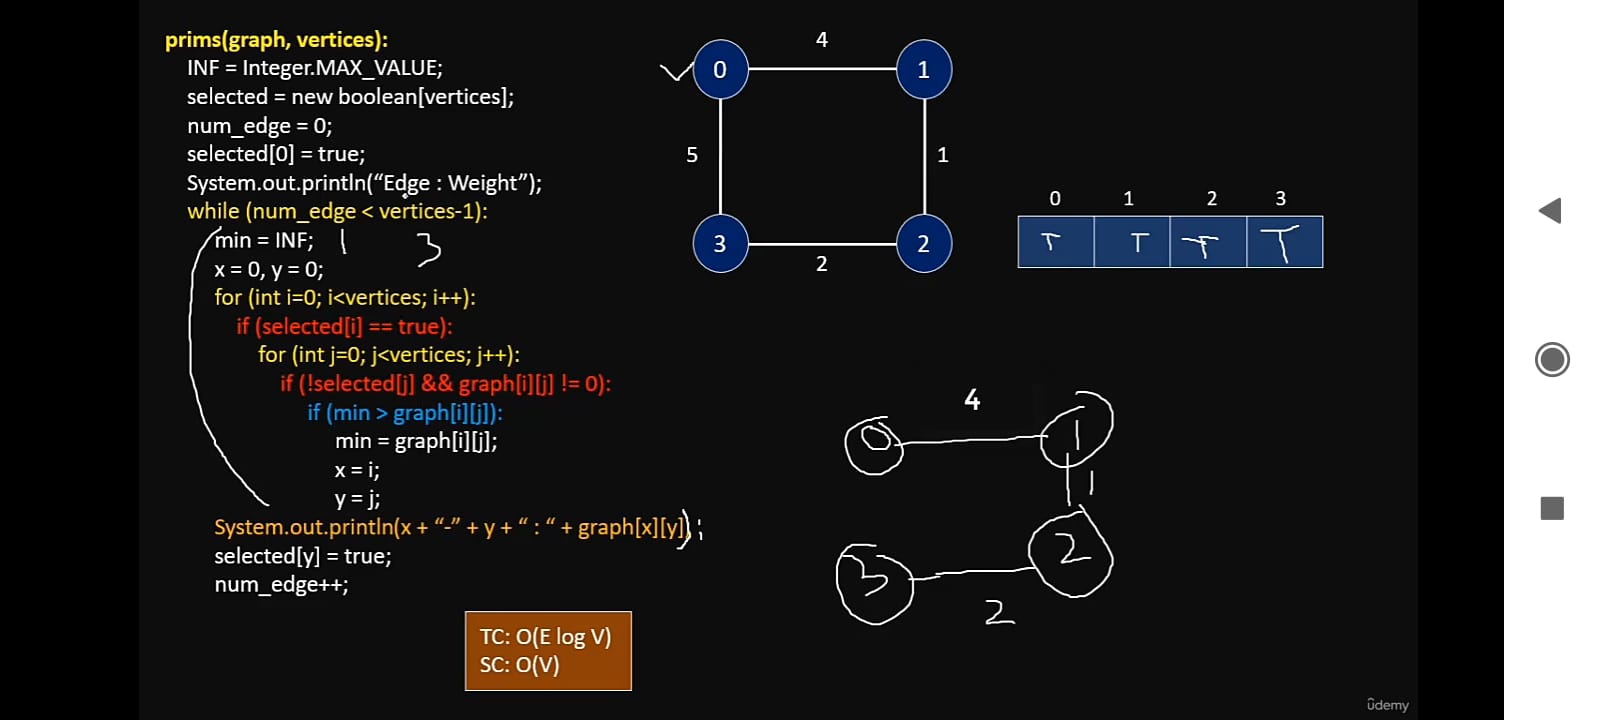 prims(graph, vertices):
INF = Integer.MAX_VALUE;
selected = new boolean[vertices];
num_edge = 0;
selected[0] = true;
System.out.println(“Edge : Weight”);
while (num_edge < vertices-1):
min = INF; 1 3
x = 0, y = 0;
for (int i=0; i<vertices; i++):
if (selected[i] == true):
for (int j=0; j<vertices; j++):
if (!selected[j] && graph[i][j] != 0):
if (min > graph[i][j]):
min = graph[i][j];
x = i;
y = j;
System.out.println(x + “-” + y + “ : “ + graph[x][y]);
selected[y] = true;
num_edge++;
TC: O(E log V)
SC: O(V)
4
0 1
5 1
3 2
2
0 1 2 3
T T T T
4
0 1
1
3 2
2
ûdemy